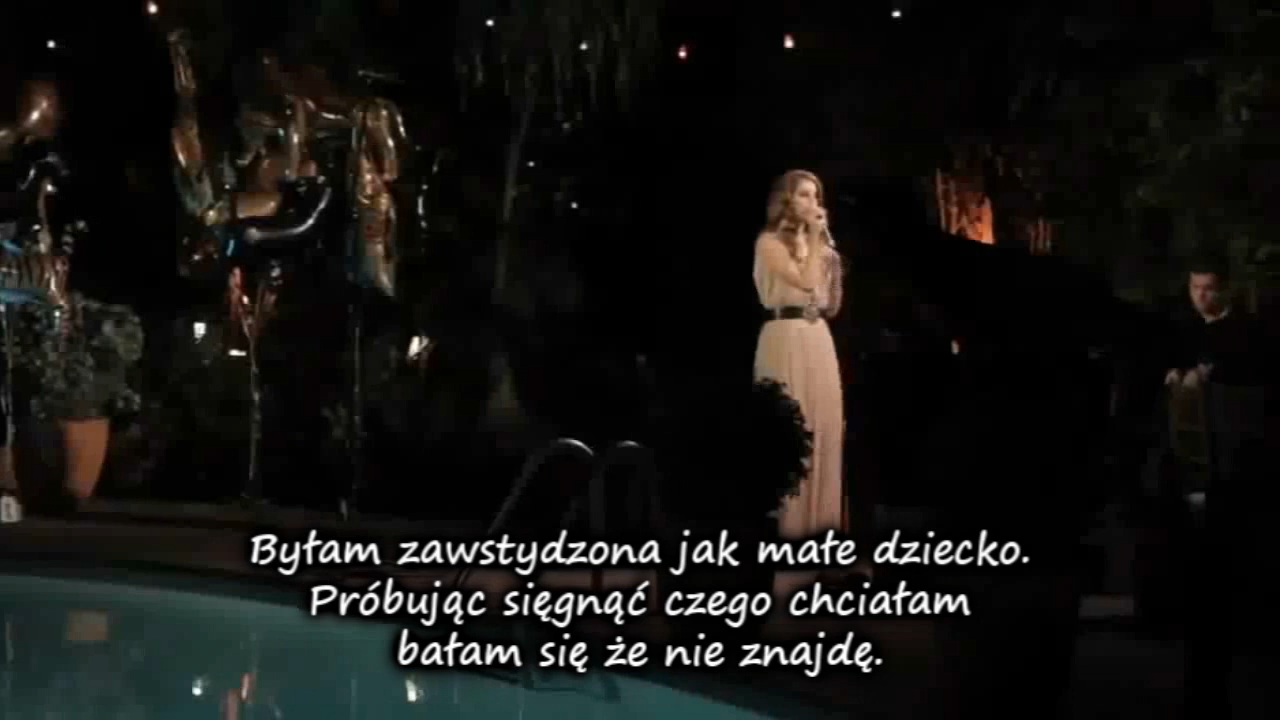 Byłam zawstydzona jak małe dziecko.
Próbując sięgnąć czego chciałam
bałam się że nie znajdę.